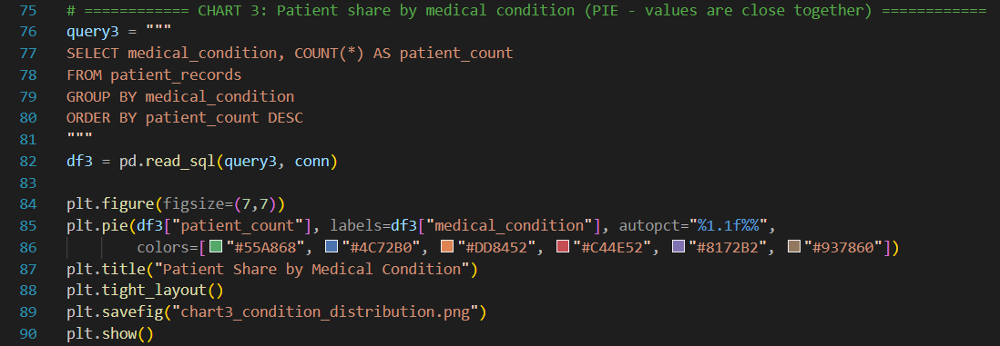 75 # ============ CHART 3: Patient share by medical condition (PIE - values are close together) ============
76 query3 = """
77 SELECT medical_condition, COUNT(*) AS patient_count
78 FROM patient_records
79 GROUP BY medical_condition
80 ORDER BY patient_count DESC
81 """
82 df3 = pd.read_sql(query3, conn)
83
84 plt.figure(figsize=(7,7))
85 plt.pie(df3["patient_count"], labels=df3["medical_condition"], autopct="%1.1f%%",
86         colors=["#55A868", "#4C72B0", "#DD8452", "#C44E52", "#8172B2", "#937860"])
87 plt.title("Patient Share by Medical Condition")
88 plt.tight_layout()
89 plt.savefig("chart3_condition_distribution.png")
90 plt.show()